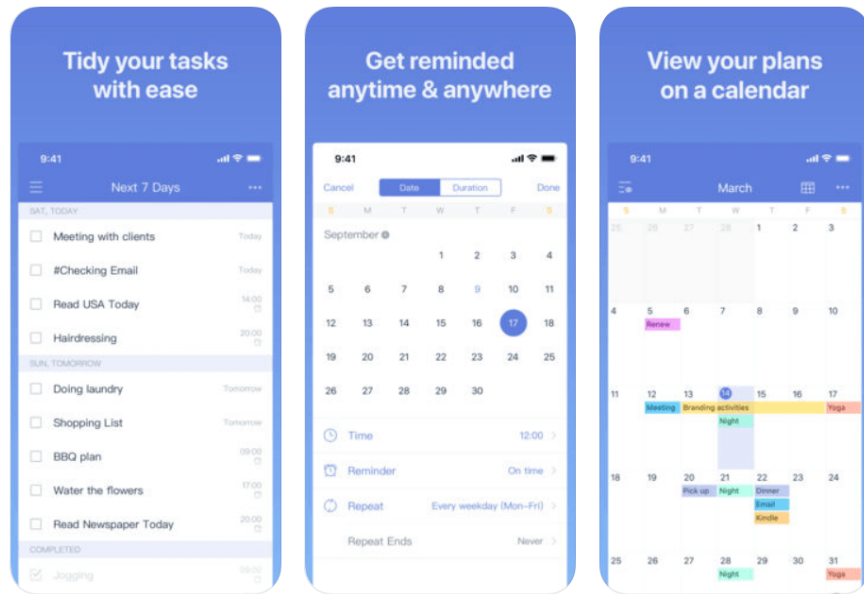 Tidy your tasks
with ease
9:41
Next 7 Days
SAT, TODAY
Meeting with clients Today
#Checking Email Today
Read USA Today 14:00
Hairdressing 20:00
SUN, TOMORROW
Doing laundry Tomorrow
Shopping List Tomorrow
BBQ plan 09:00
Water the flowers 17:00
Read Newspaper Today 20:00
COMPLETED
Jogging 09:00
Get reminded
anytime & anywhere
9:41
Cancel Date Duration Done
S M T W T F S
September
1 2 3 4
5 6 7 8 9 10 11
12 13 14 15 16 17 18
19 20 21 22 23 24 25
26 27 28 29 30
Time 12:00
Reminder On time
Repeat Every weekday (Mon-Fri)
Repeat Ends Never
View your plans
on a calendar
9:41
March
S M T W T F S
25 26 27 28 1 2 3
4 5 6 7 8 9 10
Renew
11 12 13 14 15 16 17
Meeting Branding activities Yoga
Night
18 19 20 21 22 23 24
Pick up Night Dinner
Email
Kindle
25 26 27 28 29 30 31
Night Yoga